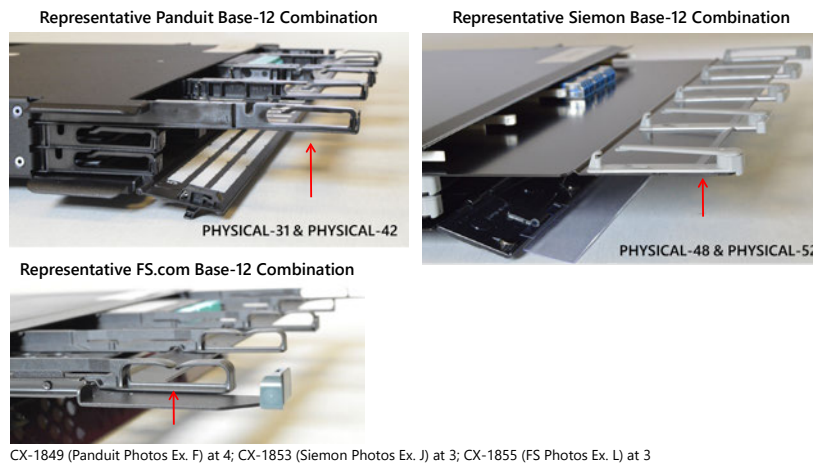 Representative Panduit Base-12 Combination
Representative Siemon Base-12 Combination
PHYSICAL-31 & PHYSICAL-42
PHYSICAL-48 & PHYSICAL-52
Representative FS.com Base-12 Combination
CX-1849 (Panduit Photos Ex. F) at 4; CX-1853 (Siemon Photos Ex. J) at 3; CX-1855 (FS Photos Ex. L) at 3